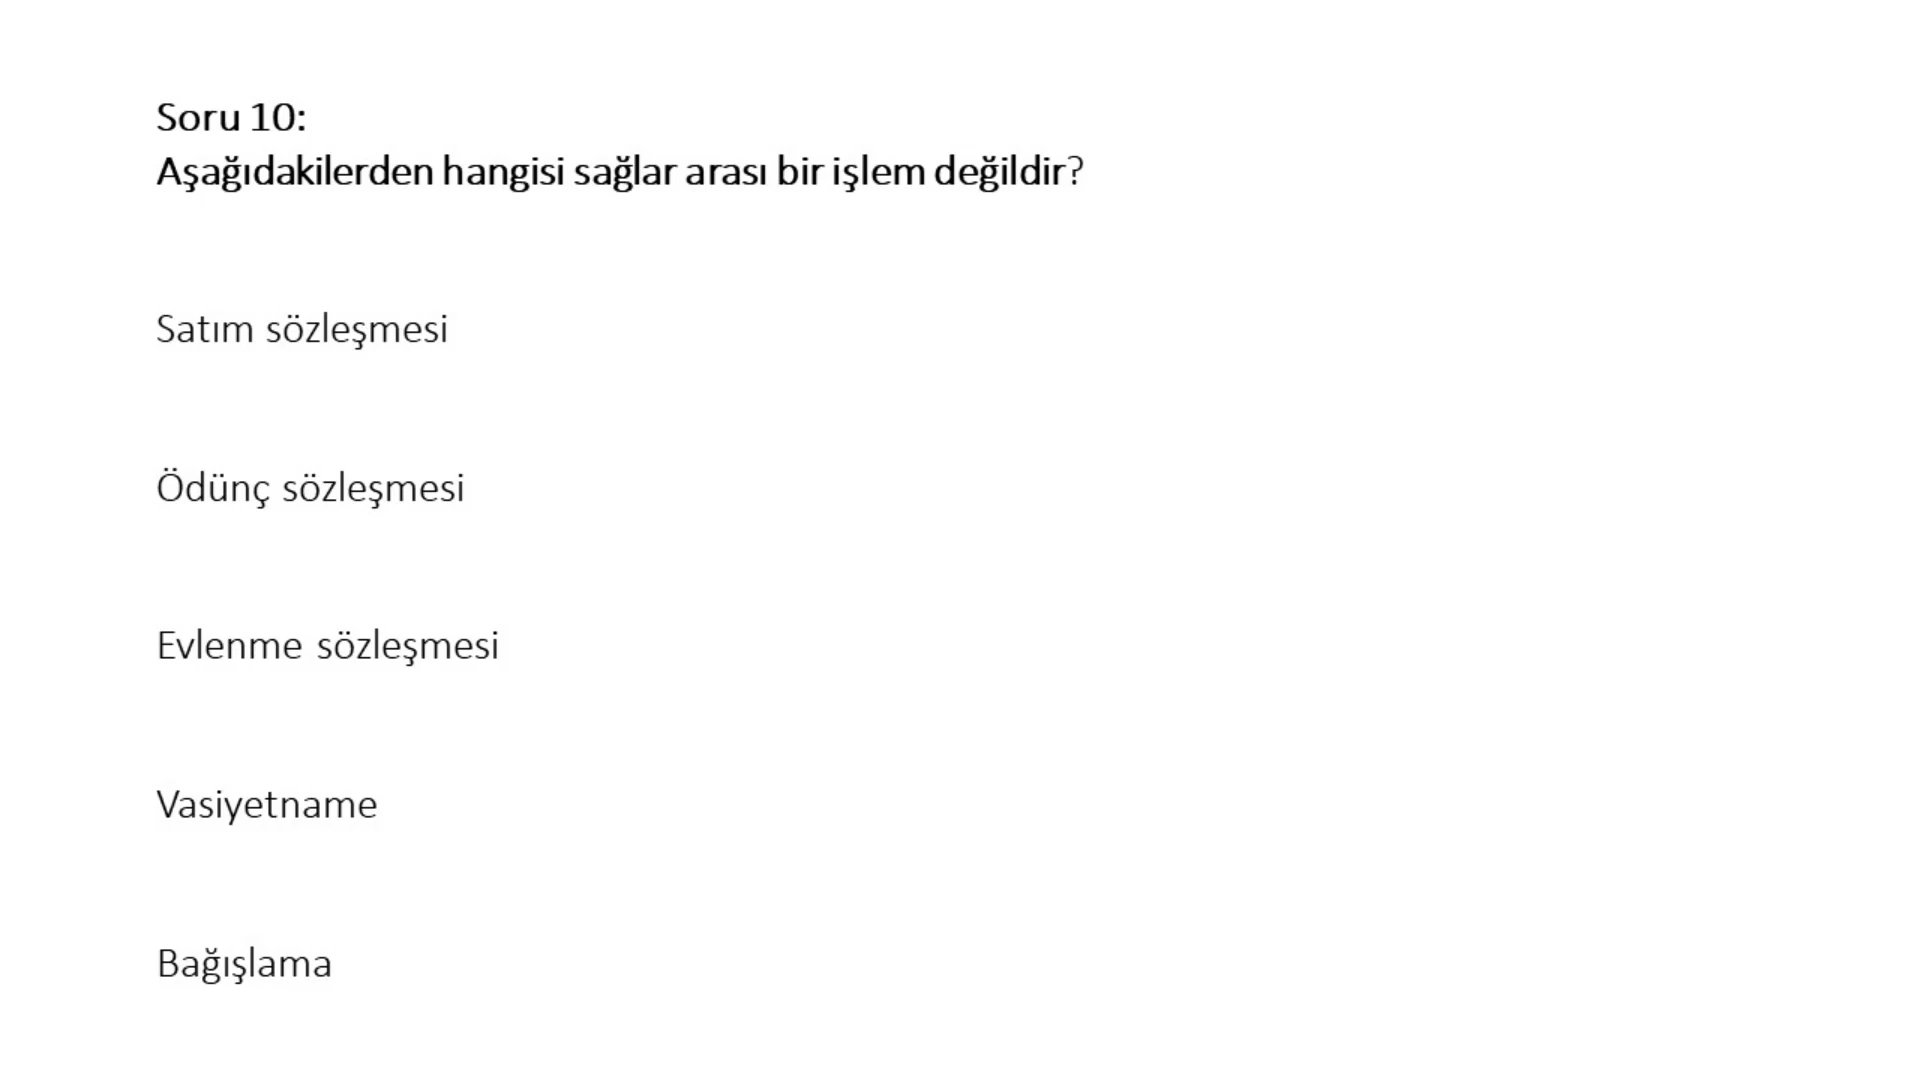 Soru 10:
Aşağıdakilerden hangisi sağlar arası bir işlem değildir?
Satım sözleşmesi
Ödünç sözleşmesi
Evlenme sözleşmesi
Vasiyetname
Bağışlama